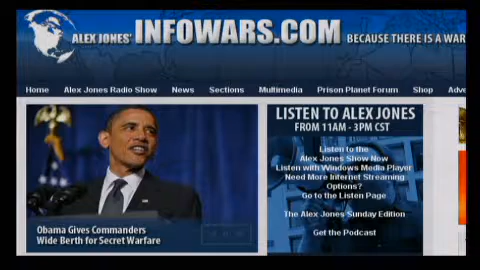 ALEX JONES' INFOWARS.COM BECAUSE THERE IS A WAR
Home Alex Jones Radio Show News Sections Multimedia Prison Planet Forum Shop Adve
LISTEN TO ALEX JONES
FROM 11AM - 3PM CST
Listen to the
Alex Jones Show Now
Listen with Windows Media Player
Need More Internet Streaming
Options?
Go to the Listen Page
The Alex Jones Sunday Edition
Get the Podcast
Obama Gives Commanders
Wide Berth for Secret Warfare